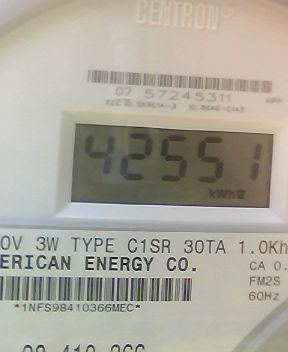 CENTRON®
07 57245311
42551
kWh
0V 3W TYPE C1SR 30TA 1.0Kh
ERICAN ENERGY CO.
CA 0.
FM2S
60Hz
*1NFS98410366MEC*